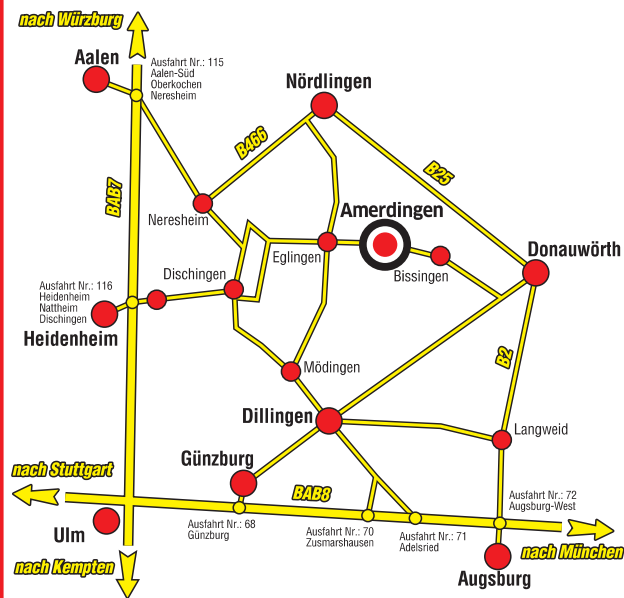 nach Würzburg
Aalen
Ausfahrt Nr.: 115
Aalen-Süd
Oberkochen
Neresheim
Nördlingen
B466
B25
BAB7
Neresheim
Amerdingen
Eglingen
Bissingen
Donauwörth
Dischingen
Ausfahrt Nr.: 116
Heidenheim
Nattheim
Dischingen
Heidenheim
B2
Mödingen
Dillingen
Langweid
Günzburg
nach Stuttgart
BAB8
Ausfahrt Nr.: 72
Augsburg-West
Ausfahrt Nr.: 68
Günzburg
Ausfahrt Nr.: 70
Zusmarshausen
Ausfahrt Nr.: 71
Adelsried
Ulm
nach München
nach Kempten
Augsburg